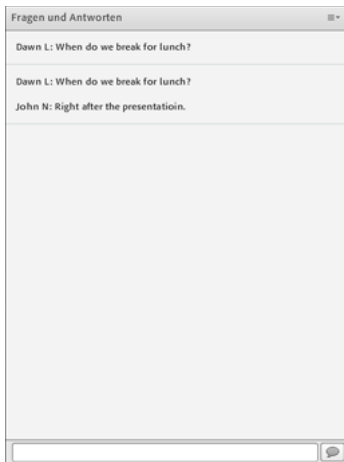 Fragen und Antworten
Dawn L: When do we break for lunch?
Dawn L: When do we break for lunch?
John N: Right after the presentatioin.